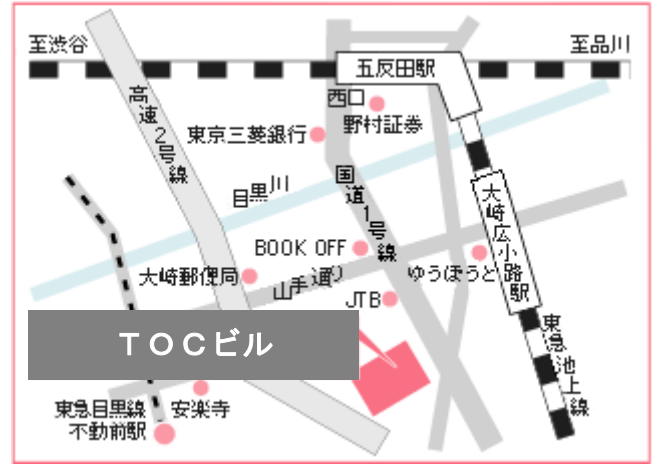 至渋谷
至品川
五反田駅
西口
野村証券
高速2号線
東京三菱銀行
目黒川
国道1号線
大崎広小路駅
BOOK OFF
ゆうぽうと
大崎郵便局
山手通り
JTB
TOCビル
東急池上線
東急目黒線
不動前駅
安楽寺